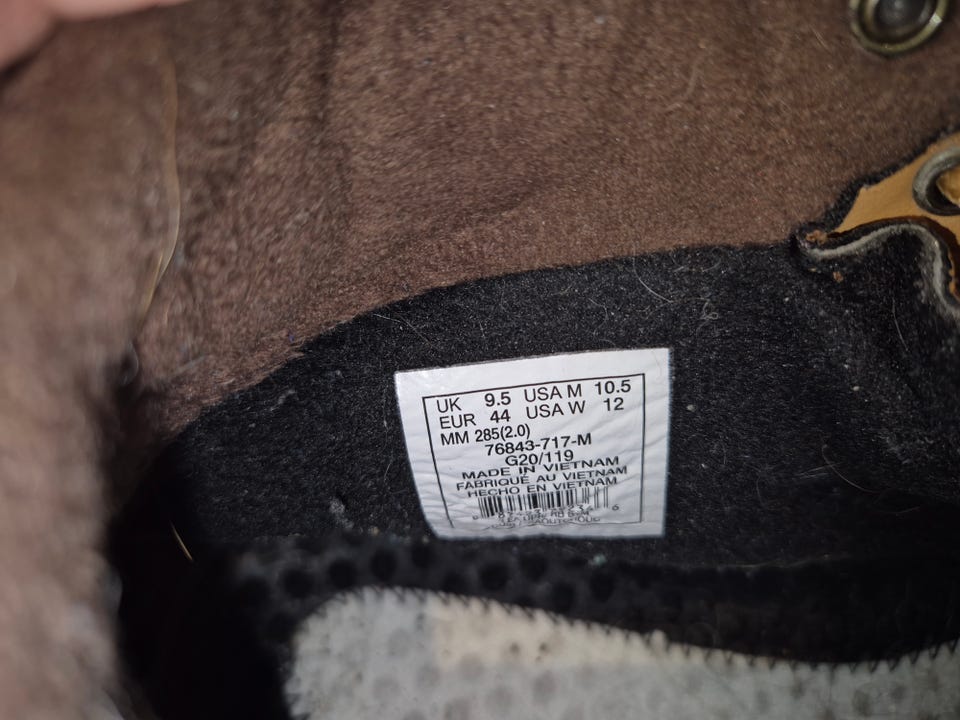 UK 9.5 USA M 10.5
EUR 44 USA W 12
MM 285(2.0)
76843-717-M
G20/119
MADE IN VIETNAM
FABRIQUÉ AU VIETNAM
HECHO EN VIETNAM